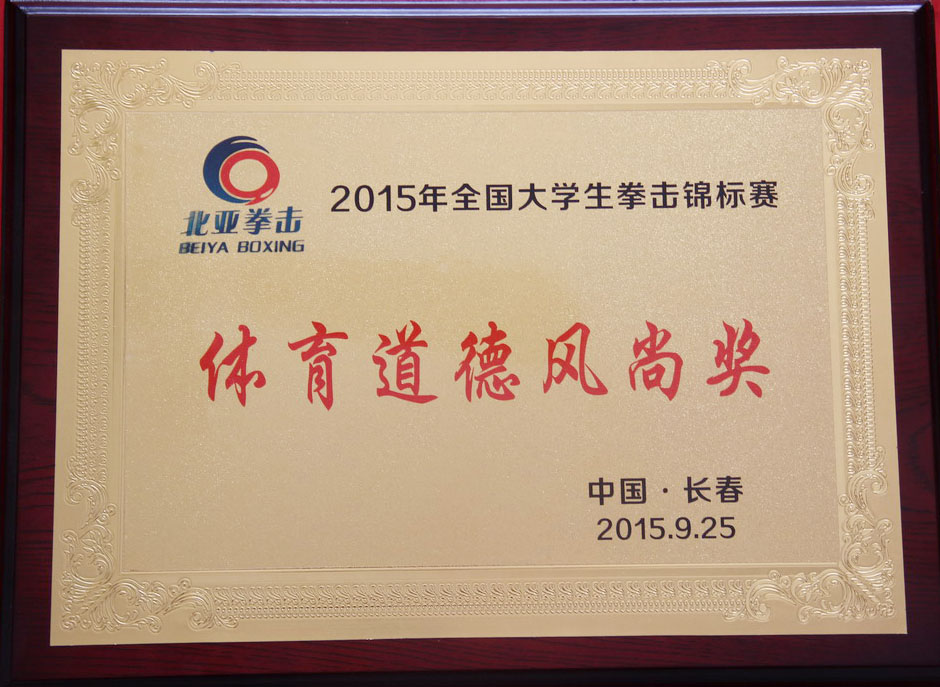 北亚拳击
BEIYA BOXING
2015年全国大学生拳击锦标赛
体育道德风尚奖
中国·长春
2015.9.25